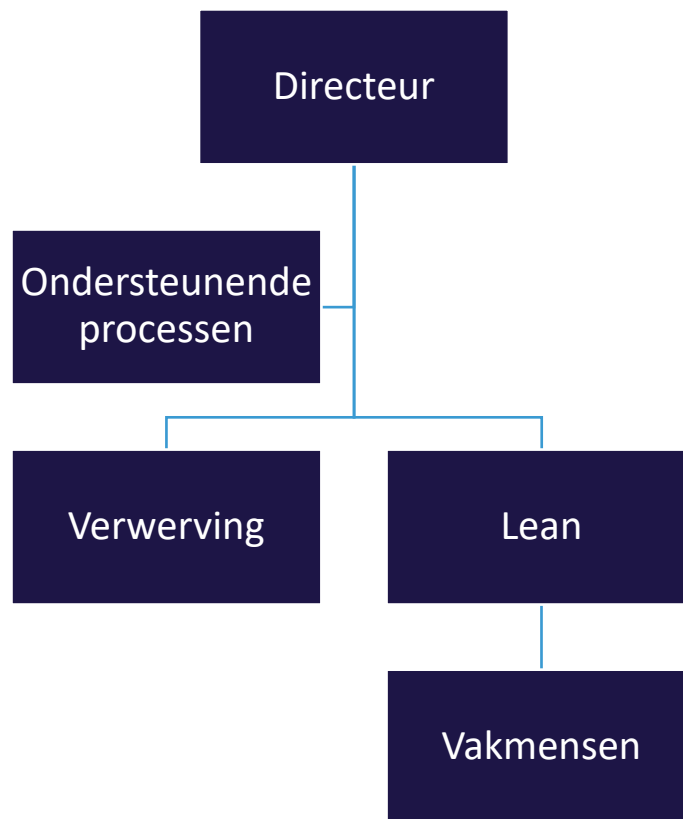 Directeur
Ondersteunende
processen
Verwerving
Lean
Vakmensen